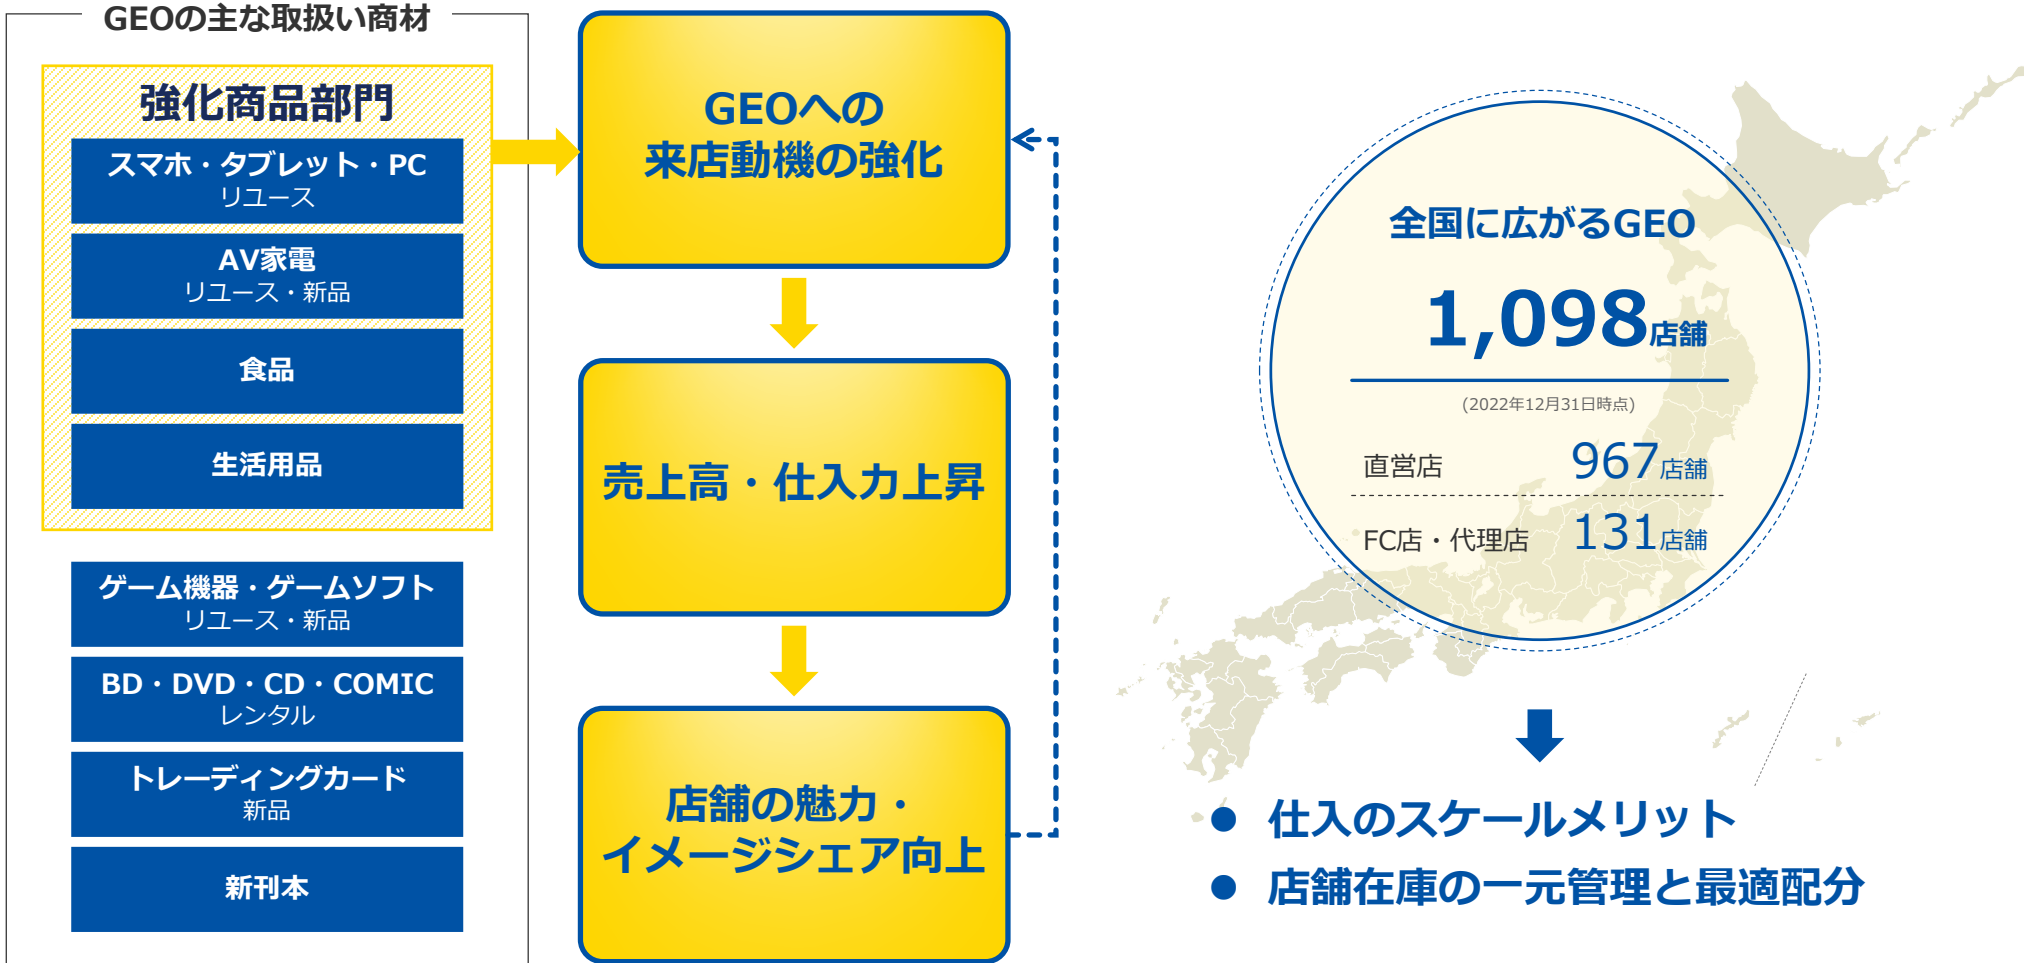 GEOの主な取扱い商材
強化商品部門
スマホ・タブレット・PC
リユース
AV家電
リユース・新品
食品
生活用品
ゲーム機器・ゲームソフト
リユース・新品
BD・DVD・CD・COMIC
レンタル
トレーディングカード
新品
新刊本
GEOへの
来店動機の強化
売上高・仕入力上昇
店舗の魅力・
イメージシェア向上
全国に広がるGEO
1,098店舗
(2022年12月31日時点)
直営店 967店舗
FC店・代理店 131店舗
● 仕入のスケールメリット
● 店舗在庫の一元管理と最適配分